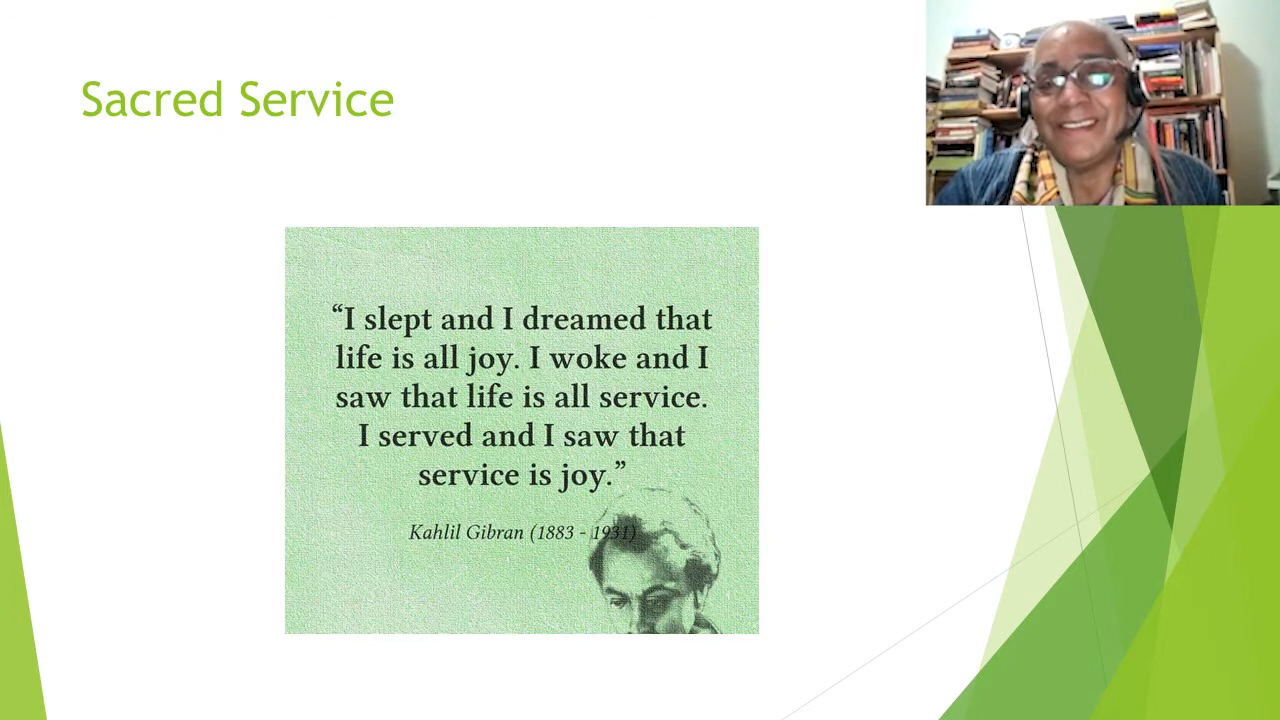 Sacred Service
“I slept and I dreamed that
life is all joy. I woke and I
saw that life is all service.
I served and I saw that
service is joy.”
Kahlil Gibran (1883 - 1931)